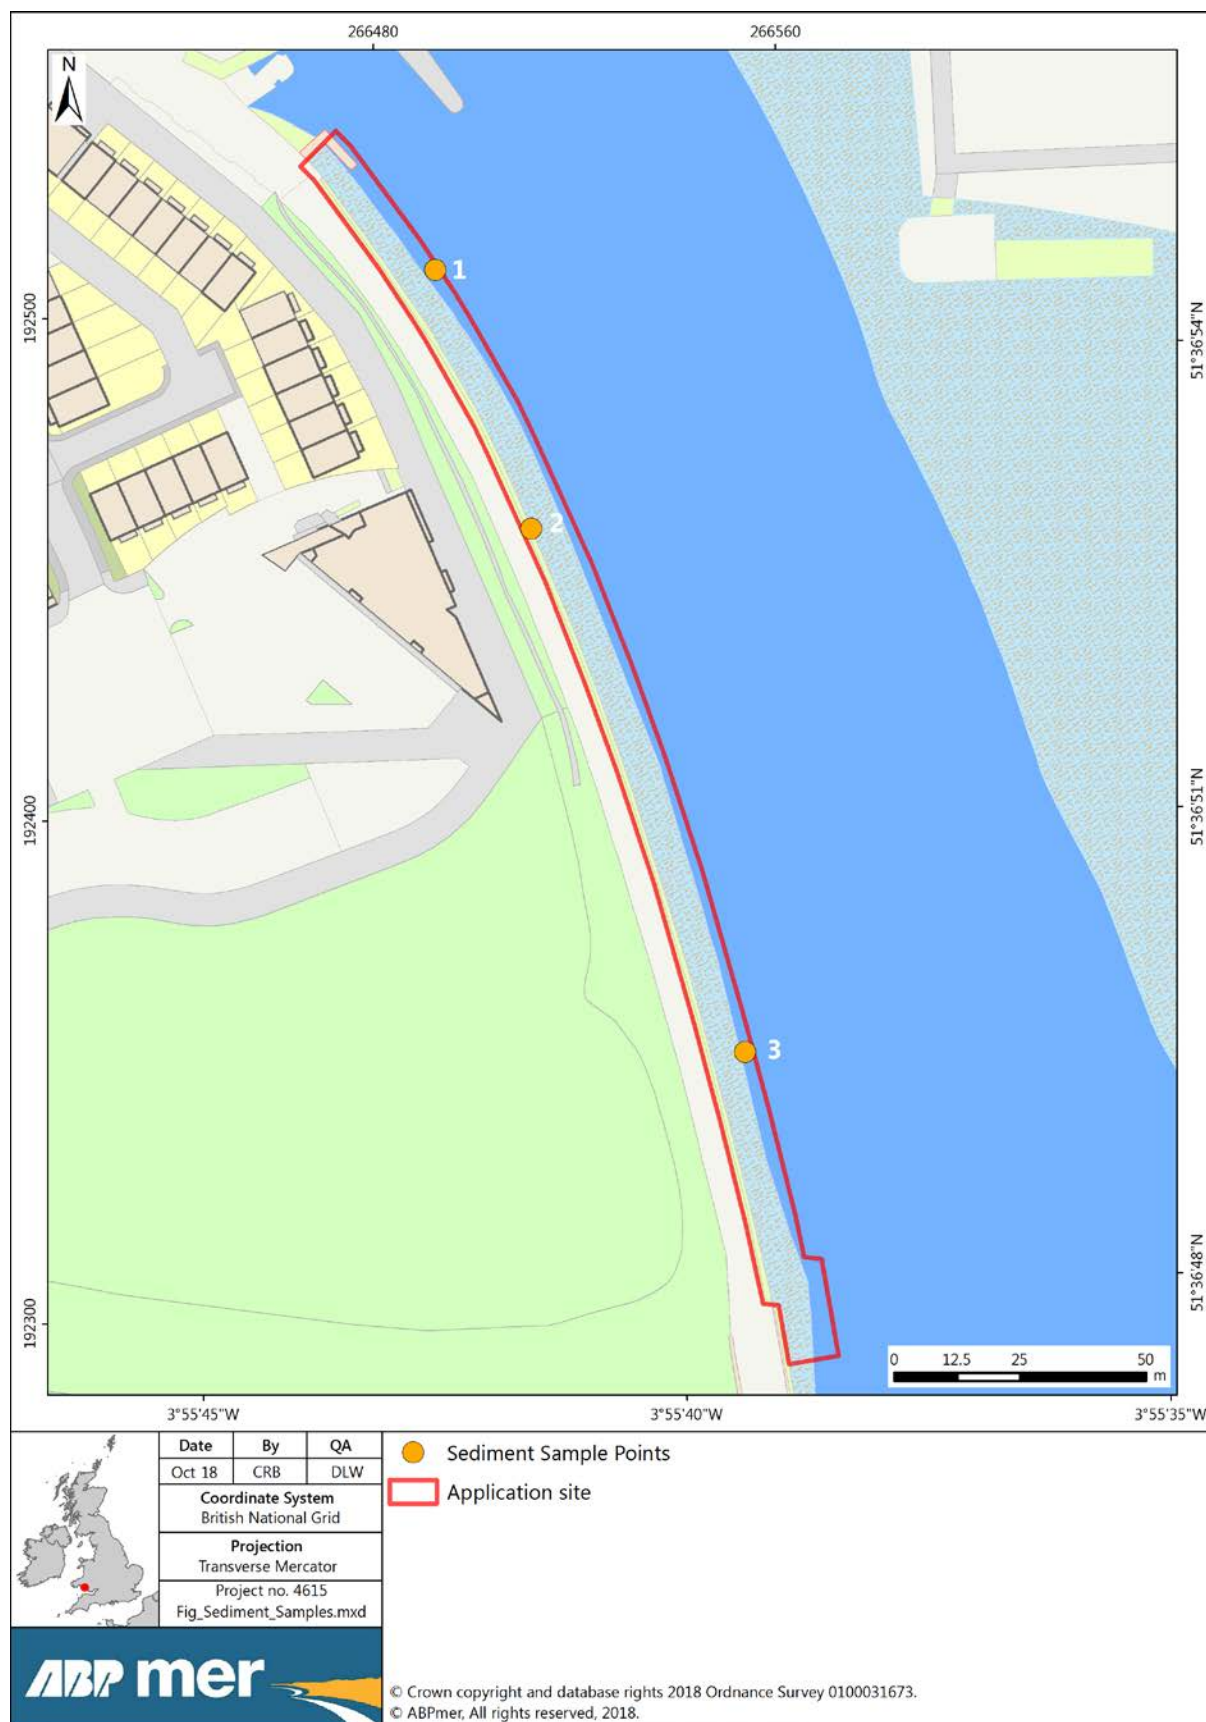 266480
266560
N
192500
192400
192300
51°36'54"N
51°36'51"N
51°36'48"N
1
2
3
0 12.5 25 50
m
3°55'45"W
3°55'40"W
3°55'35"W
Date By QA
Oct 18 CRB DLW
Coordinate System
British National Grid
Projection
Transverse Mercator
Project no. 4615
Fig_Sediment_Samples.mxd
Sediment Sample Points
Application site
ABP mer
© Crown copyright and database rights 2018 Ordnance Survey 0100031673.
© ABPmer, All rights reserved, 2018.